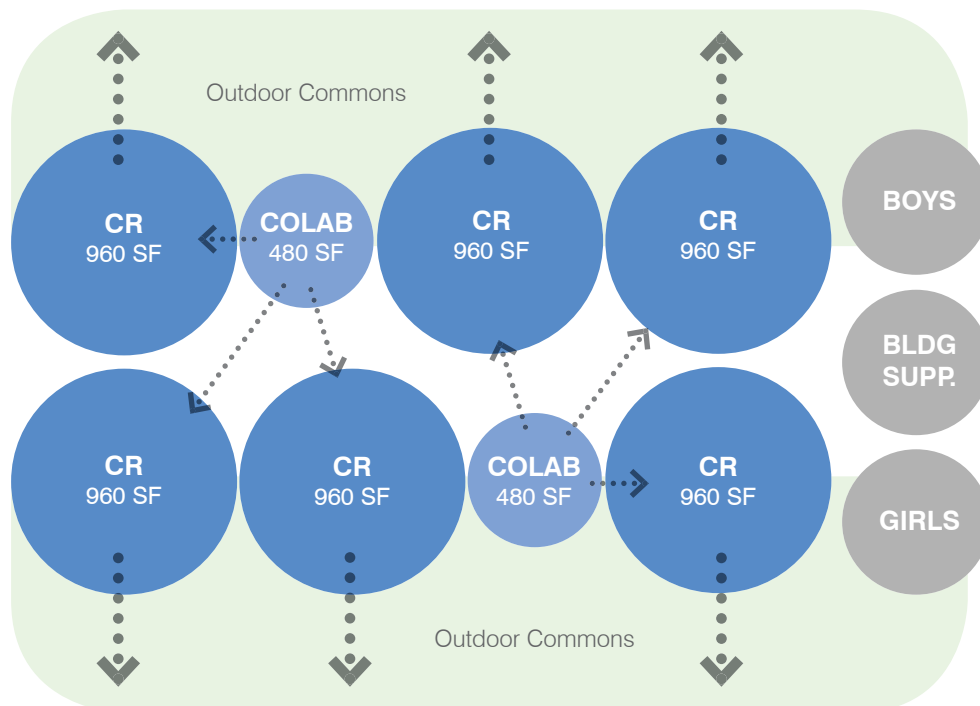 Outdoor Commons
CR
960 SF
COLAB
480 SF
CR
960 SF
CR
960 SF
BOYS
BLDG
SUPP.
CR
960 SF
CR
960 SF
COLAB
480 SF
CR
960 SF
GIRLS
Outdoor Commons